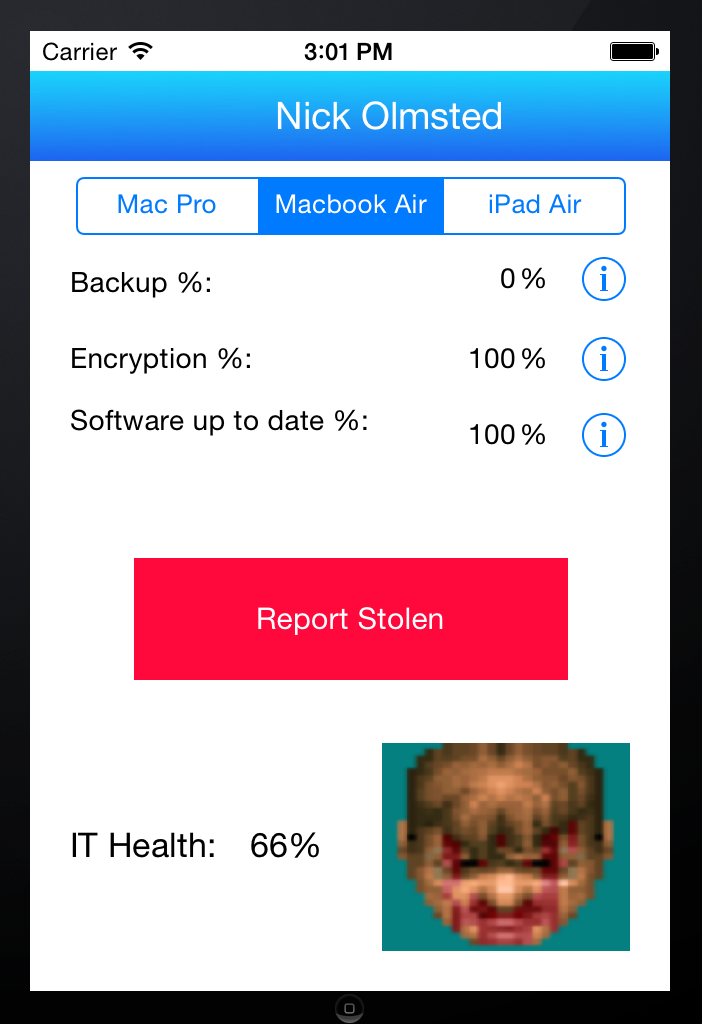 Carrier 3:01 PM
Nick Olmsted
Mac Pro Macbook Air iPad Air
Backup %: 0 % i
Encryption %: 100 % i
Software up to date %: 100 % i
Report Stolen
IT Health: 66%